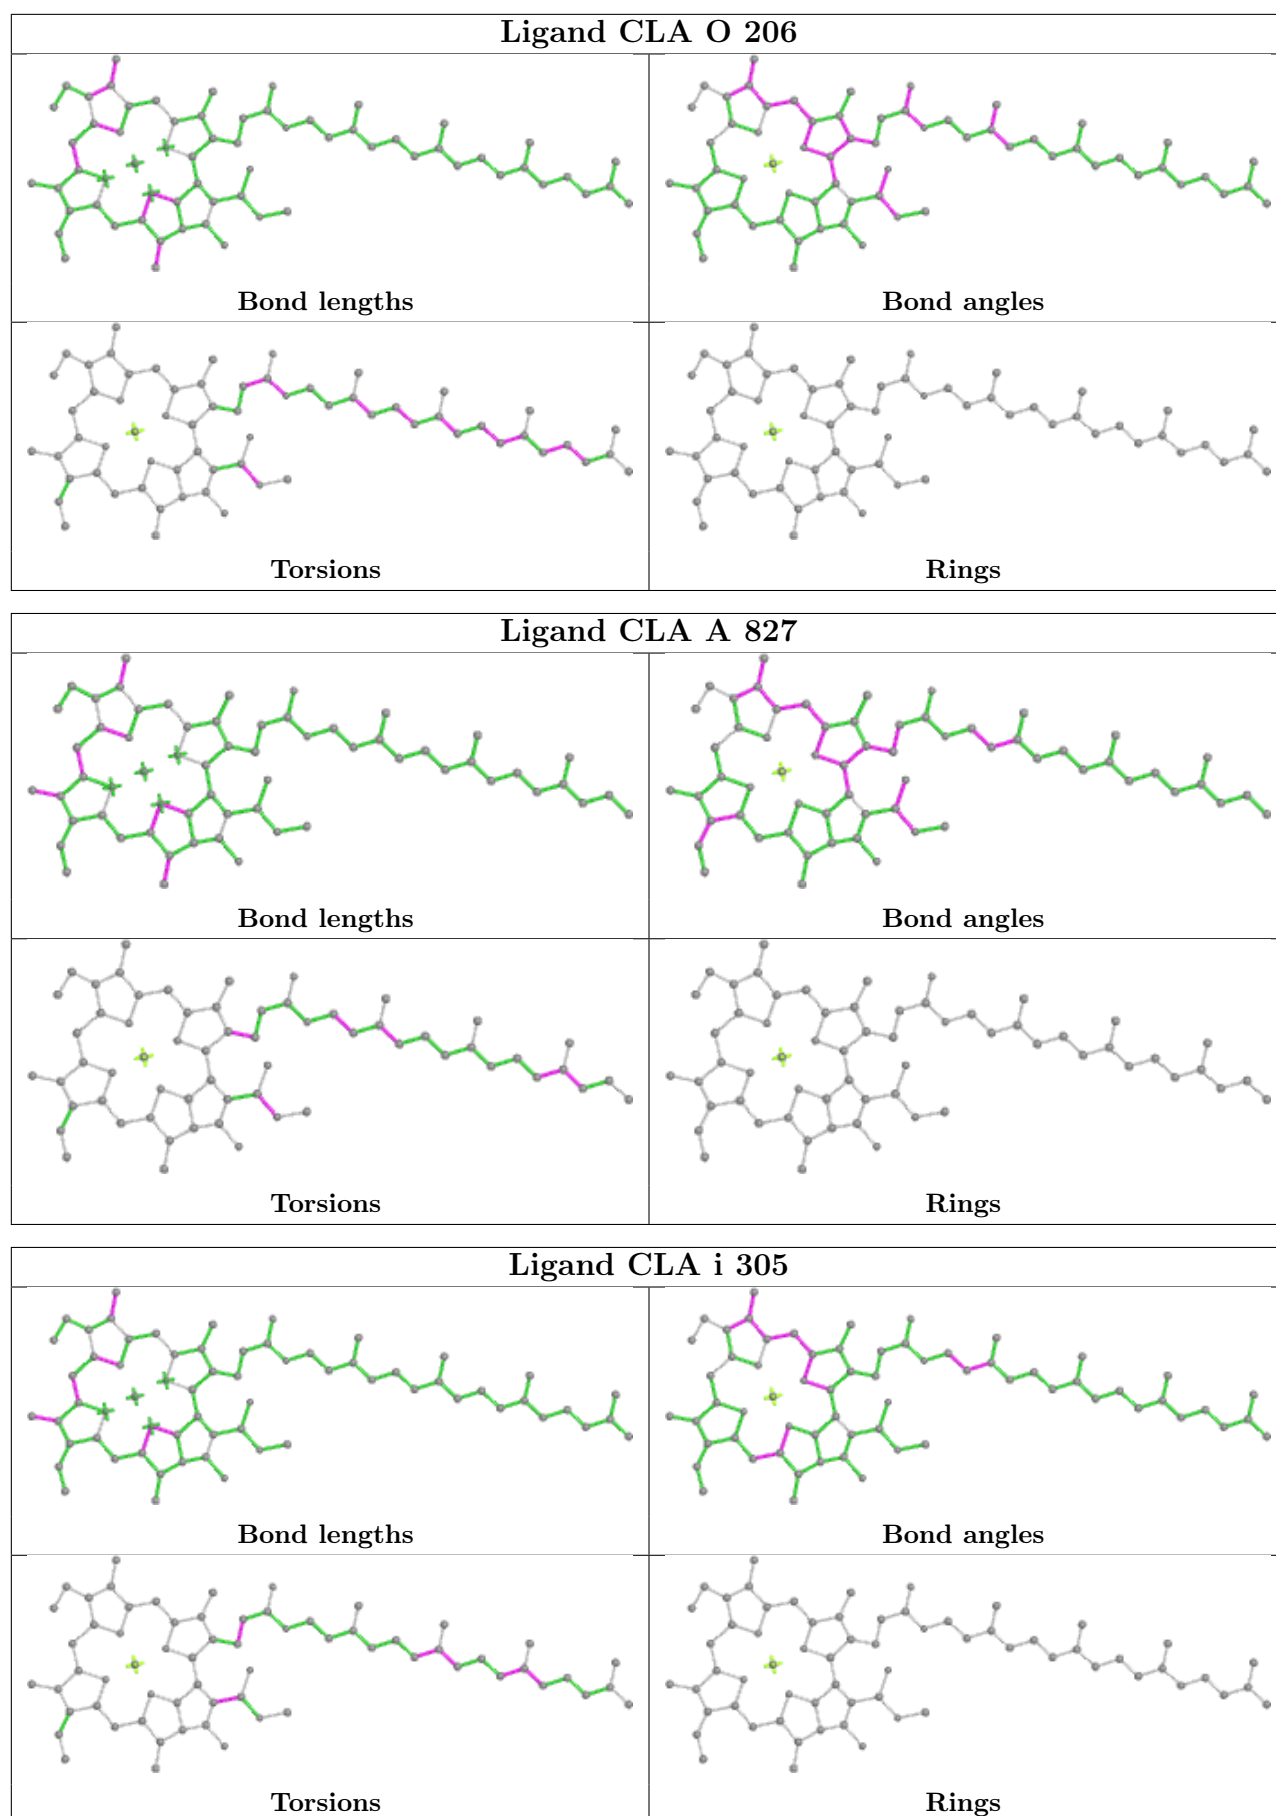 Ligand CLA O 206
Bond lengths
Bond angles
Torsions
Rings
Ligand CLA A 827
Bond lengths
Bond angles
Torsions
Rings
Ligand CLA i 305
Bond lengths
Bond angles
Torsions
Rings